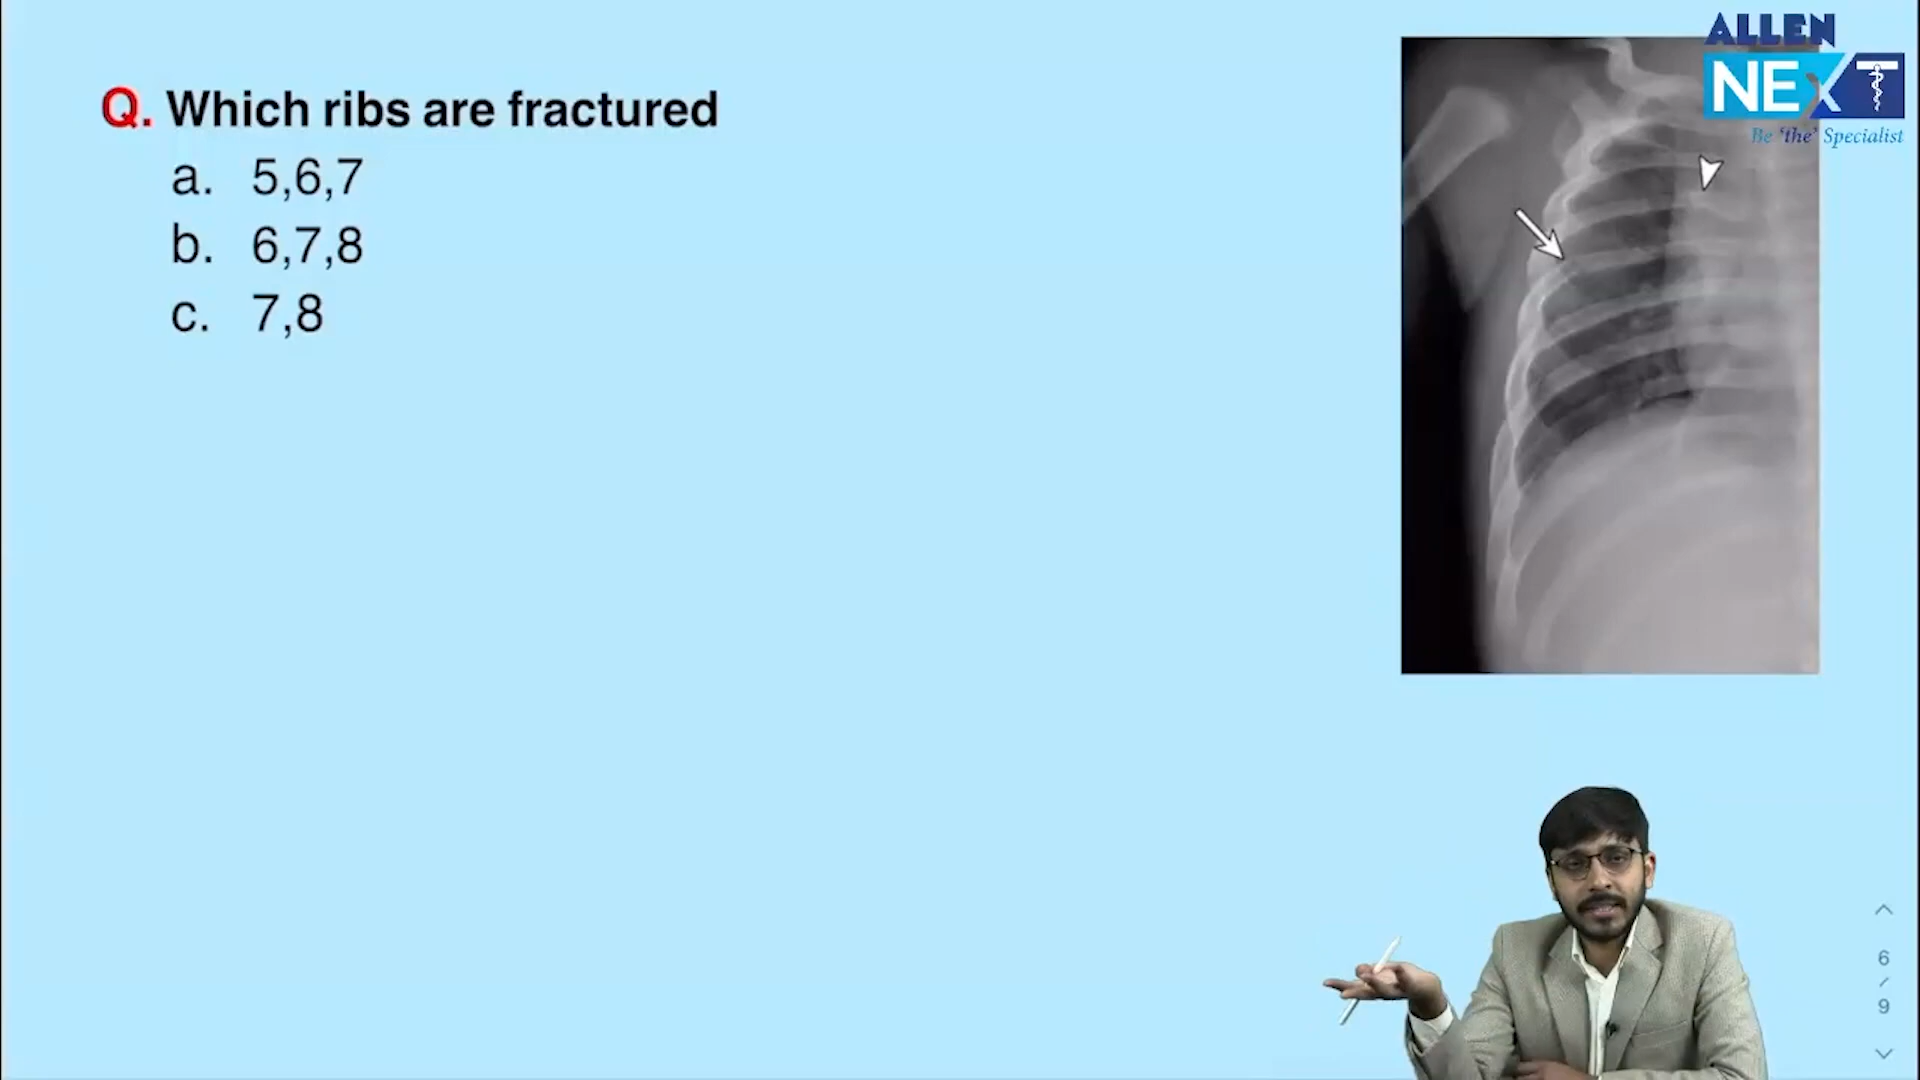 ALLEN
NEXT
Be 'the' Specialist
Q. Which ribs are fractured
a. 5,6,7
b. 6,7,8
c. 7,8
6
/
9